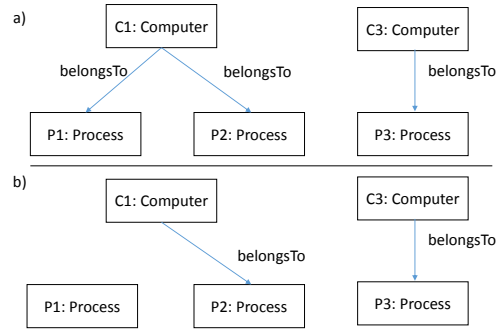 a)
C1: Computer
C3: Computer
belongsTo
belongsTo
belongsTo
P1: Process
P2: Process
P3: Process
b)
C1: Computer
C3: Computer
belongsTo
belongsTo
P1: Process
P2: Process
P3: Process